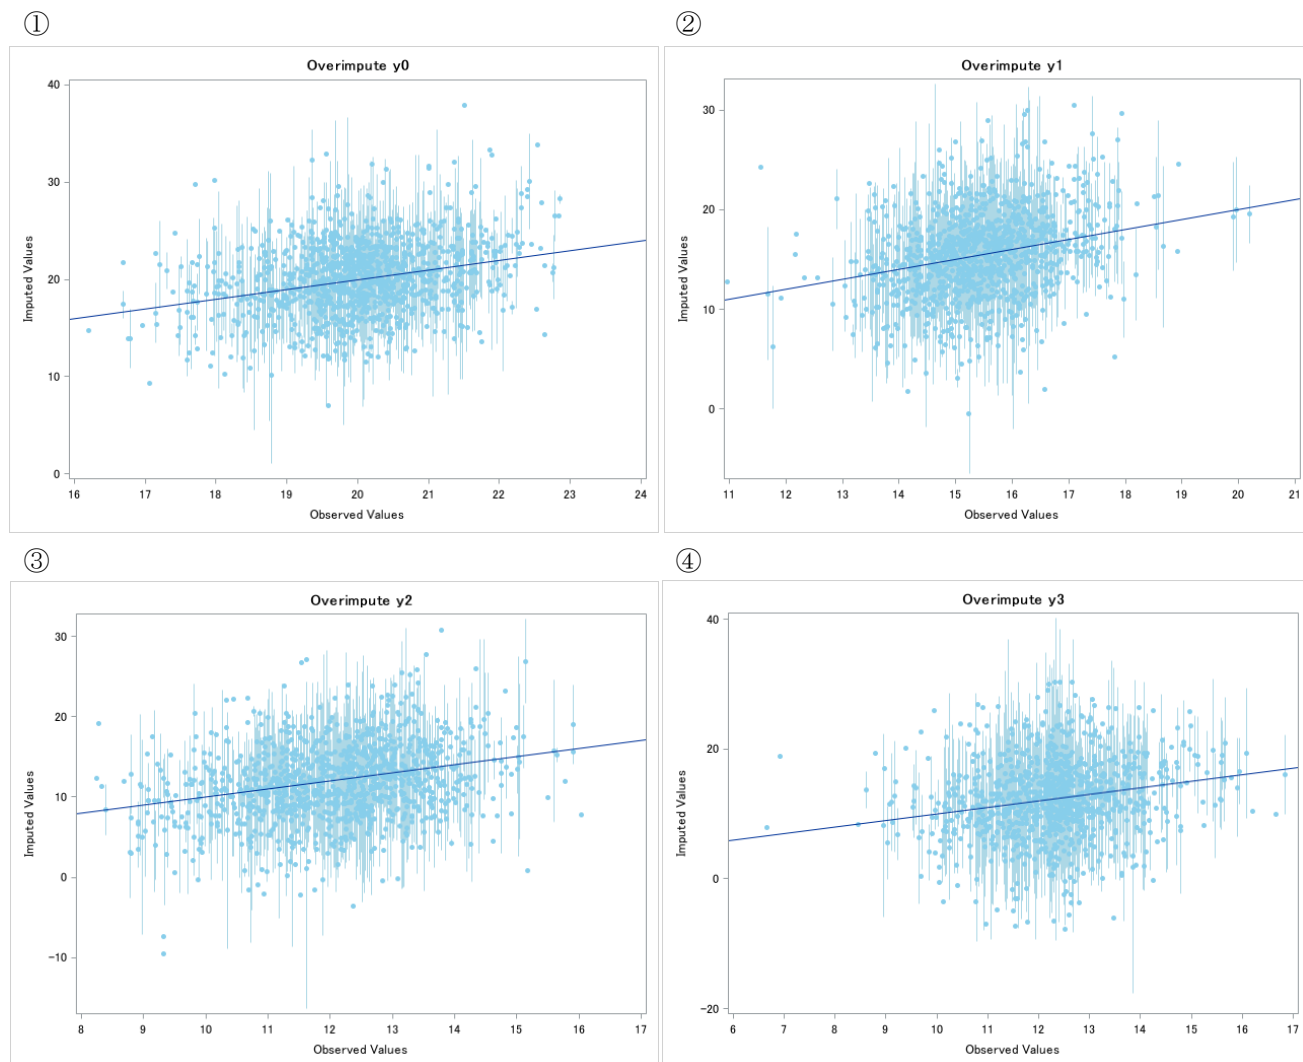 ①
Overimpute y0
40
30
20
10
0
Imputed Values
16 17 18 19 20 21 22 23 24
Observed Values
②
Overimpute y1
30
20
10
0
Imputed Values
11 12 13 14 15 16 17 18 19 20 21
Observed Values
③
Overimpute y2
30
20
10
0
−10
Imputed Values
8 9 10 11 12 13 14 15 16 17
Observed Values
④
Overimpute y3
40
20
0
−20
Imputed Values
6 7 8 9 10 11 12 13 14 15 16 17
Observed Values